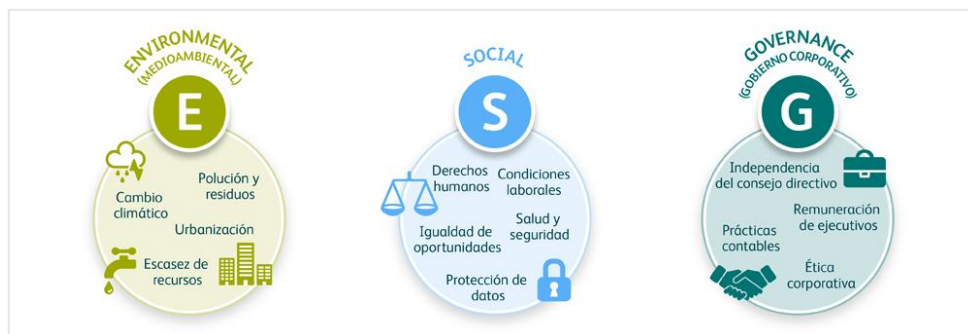 ENVIRONMENTAL
(MEDIOAMBIENTAL)
E
Cambio
climático
Polución y
residuos
Urbanización
Escasez de
recursos
SOCIAL
S
Derechos
humanos
Condiciones
laborales
Igualdad de
oportunidades
Salud y
seguridad
Protección de
datos
GOVERNANCE
(GOBIERNO CORPORATIVO)
G
Independencia
del consejo directivo
Remuneración
de ejecutivos
Prácticas
contables
Ética
corporativa